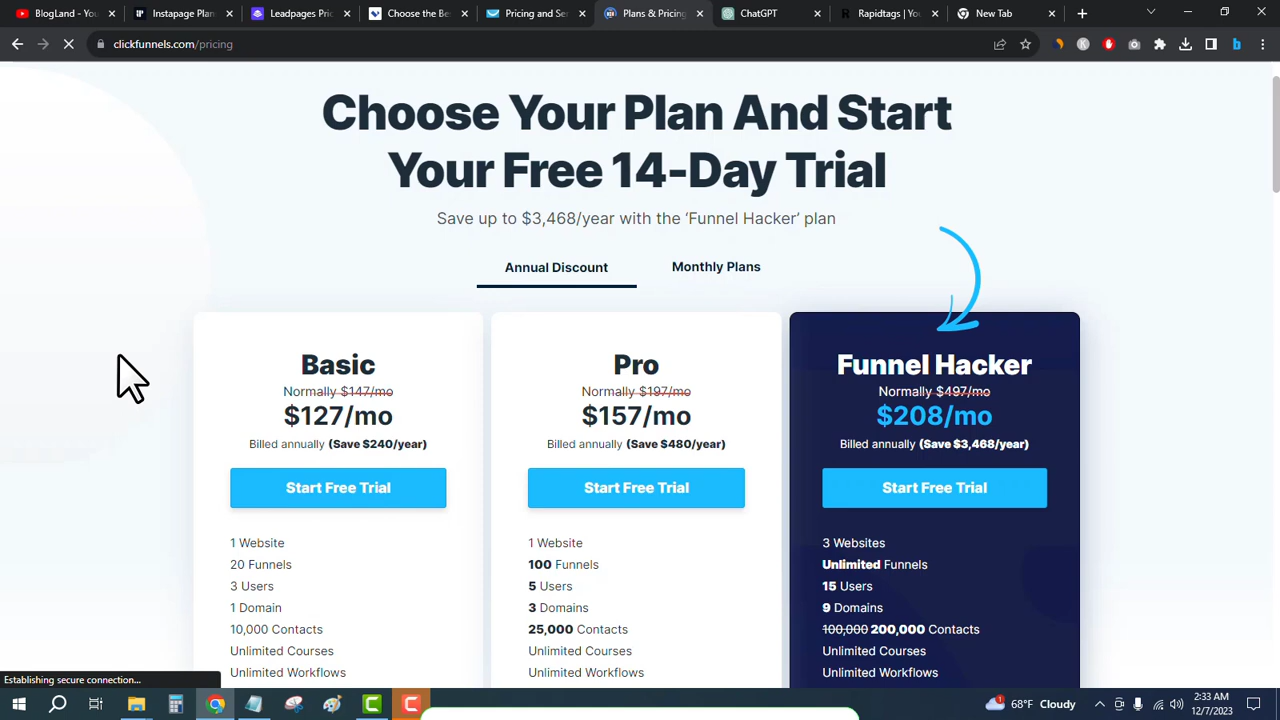 BlogLand - You
Instapage Plan
Leadpages Pric
Choose the Be
Pricing and Se
Plans & Pricing
ChatGPT
Rapidtags | You
New Tab
clickfunnels.com/pricing
Choose Your Plan And Start
Your Free 14-Day Trial
Save up to $3,468/year with the ‘Funnel Hacker’ plan
Annual Discount
Monthly Plans
Basic
Normally $147/mo
$127/mo
Billed annually (Save $240/year)
Start Free Trial
1 Website
20 Funnels
3 Users
1 Domain
10,000 Contacts
Unlimited Courses
Unlimited Workflows
Pro
Normally $197/mo
$157/mo
Billed annually (Save $480/year)
Start Free Trial
1 Website
100 Funnels
5 Users
3 Domains
25,000 Contacts
Unlimited Courses
Unlimited Workflows
Funnel Hacker
Normally $497/mo
$208/mo
Billed annually (Save $3,468/year)
Start Free Trial
3 Websites
Unlimited Funnels
15 Users
9 Domains
100,000 200,000 Contacts
Unlimited Courses
Unlimited Workflows
Establishing secure connection...
68°F Cloudy
2:33 AM
12/7/2023